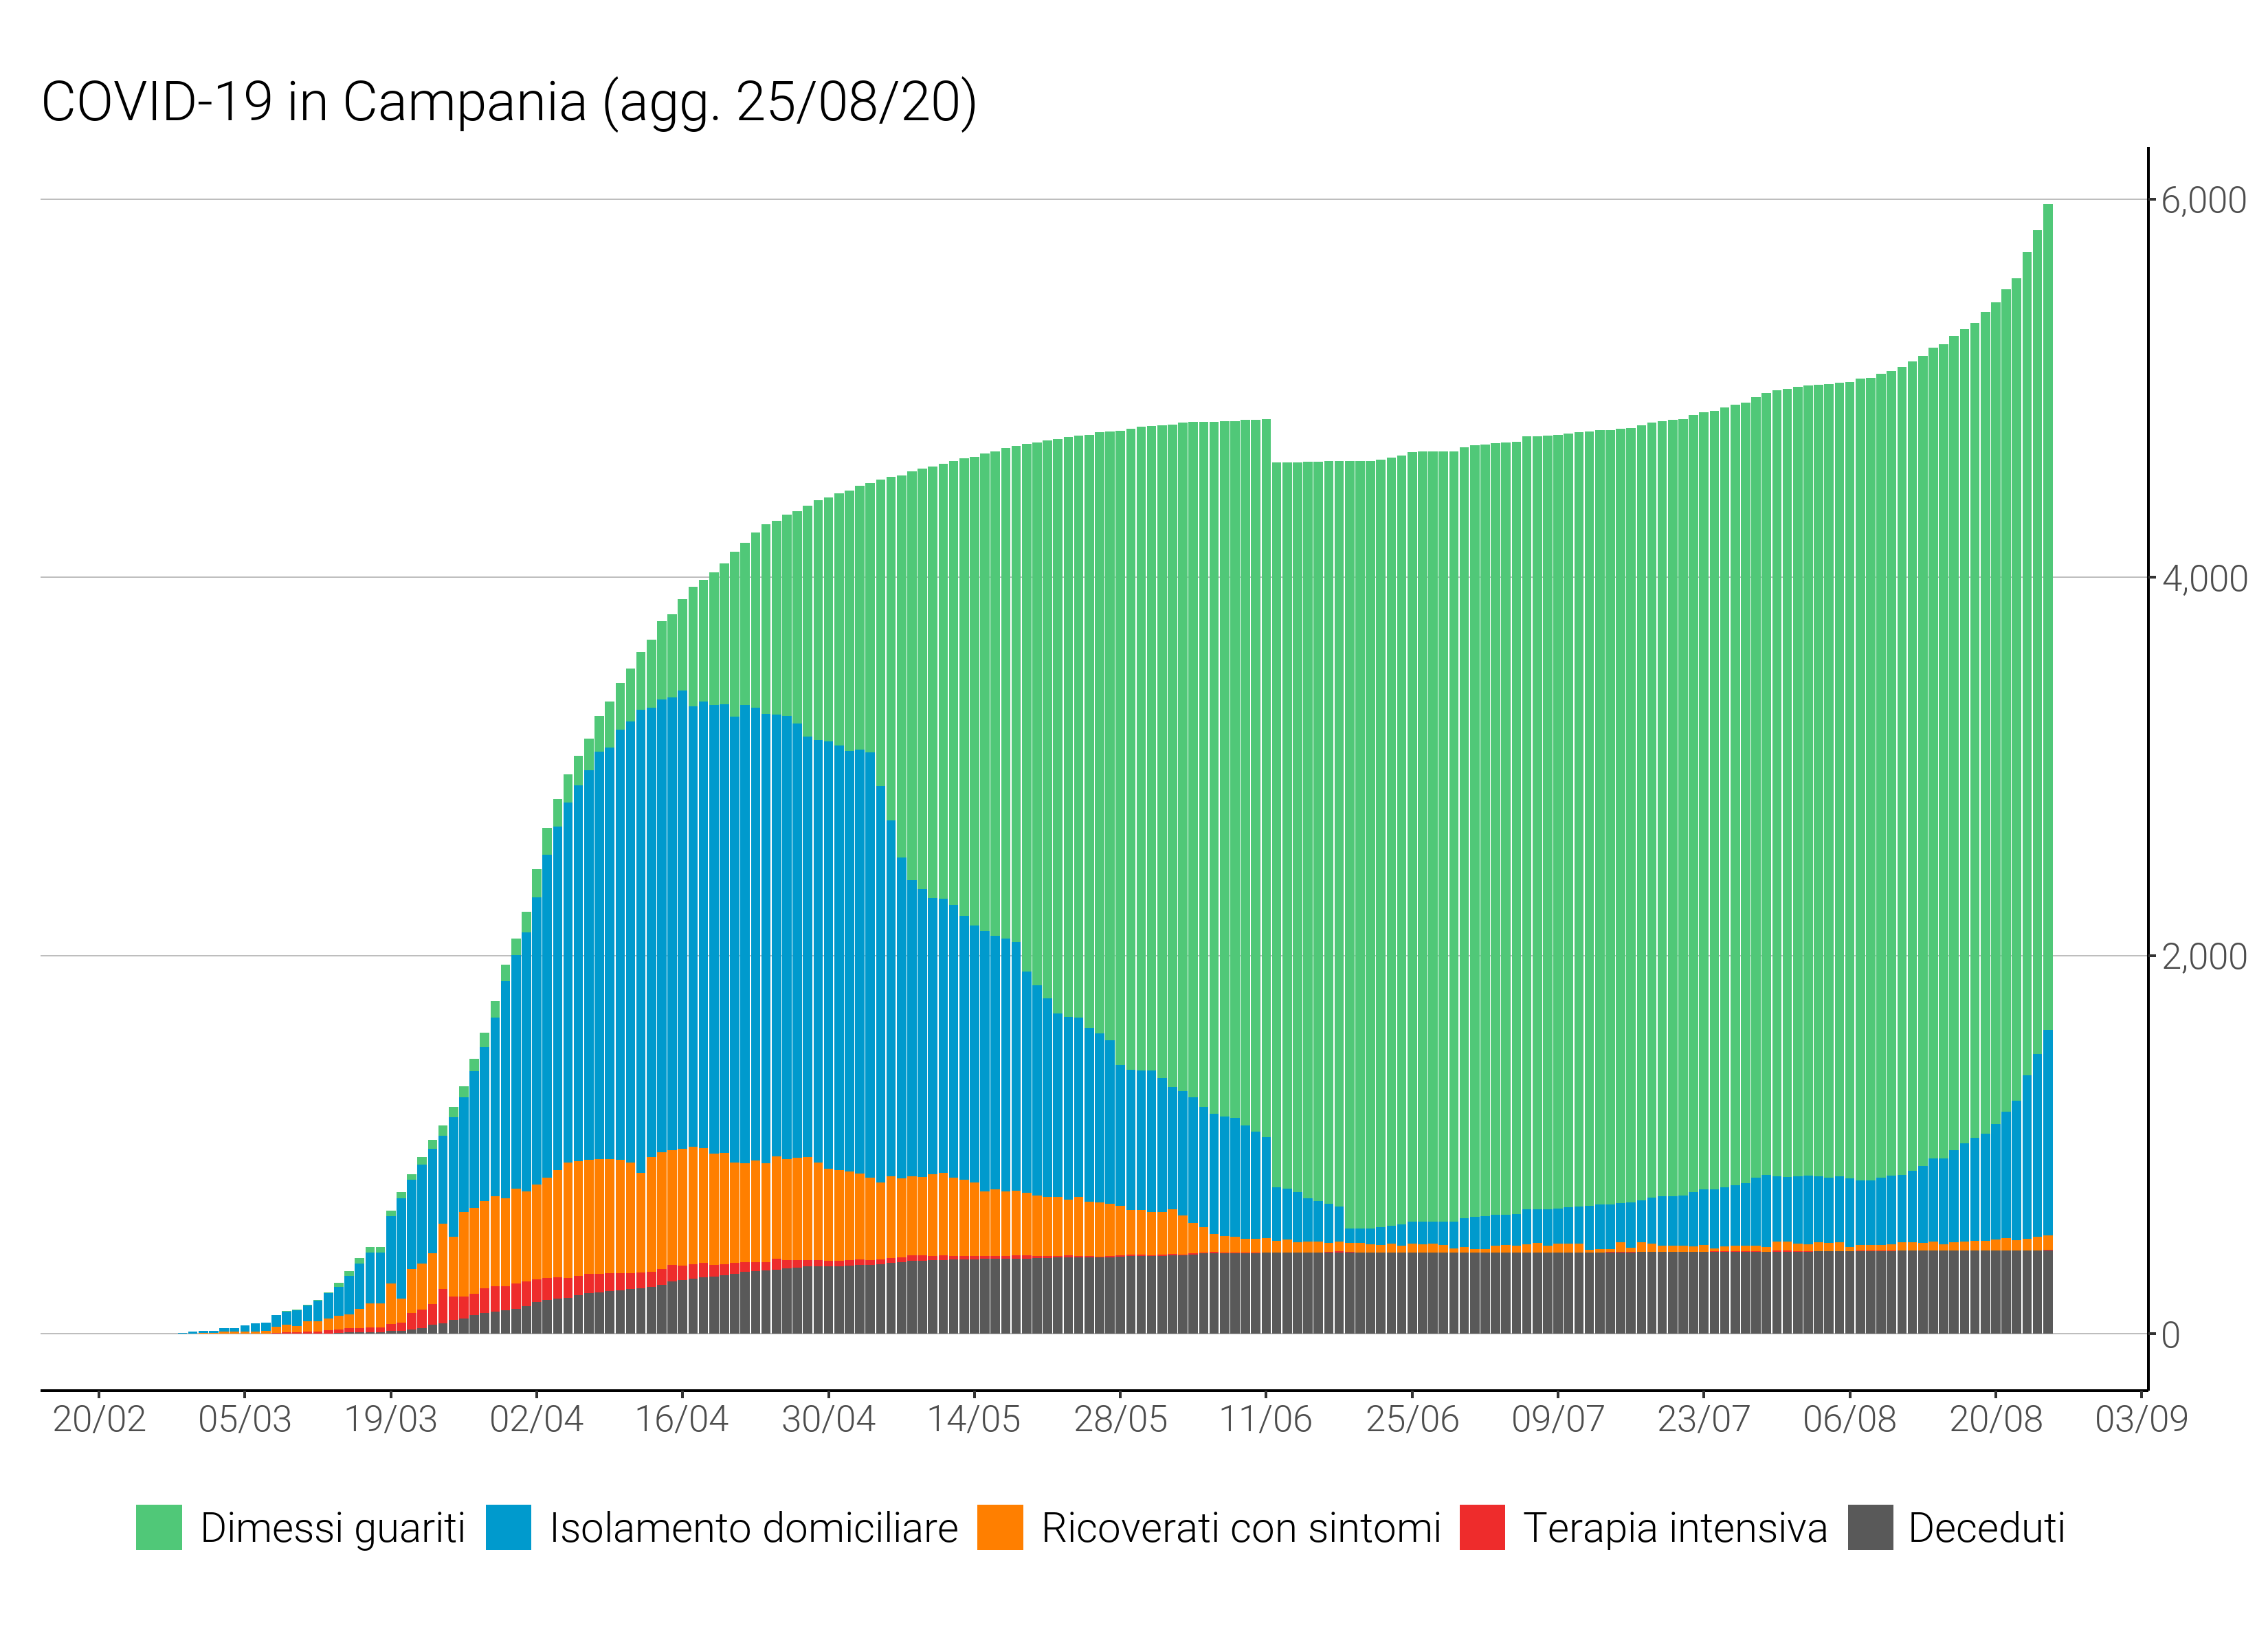 COVID-19 in Campania (agg. 25/08/20)
6,000
4,000
2,000
0
20/02 05/03 19/03 02/04 16/04 30/04 14/05 28/05 11/06 25/06 09/07 23/07 06/08 20/08 03/09
Dimessi guariti Isolamento domiciliare Ricoverati con sintomi Terapia intensiva Deceduti